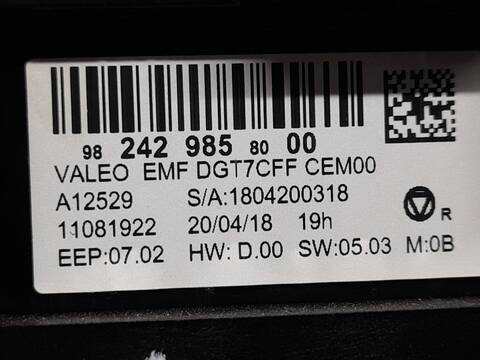 98 242 985 80 00
VALEO EMF DGT7CFF CEM00
A12529 S/A:1804200318
11081922 20/04/18 19h
R
EEP:07.02 HW: D.00 SW:05.03 M:0B